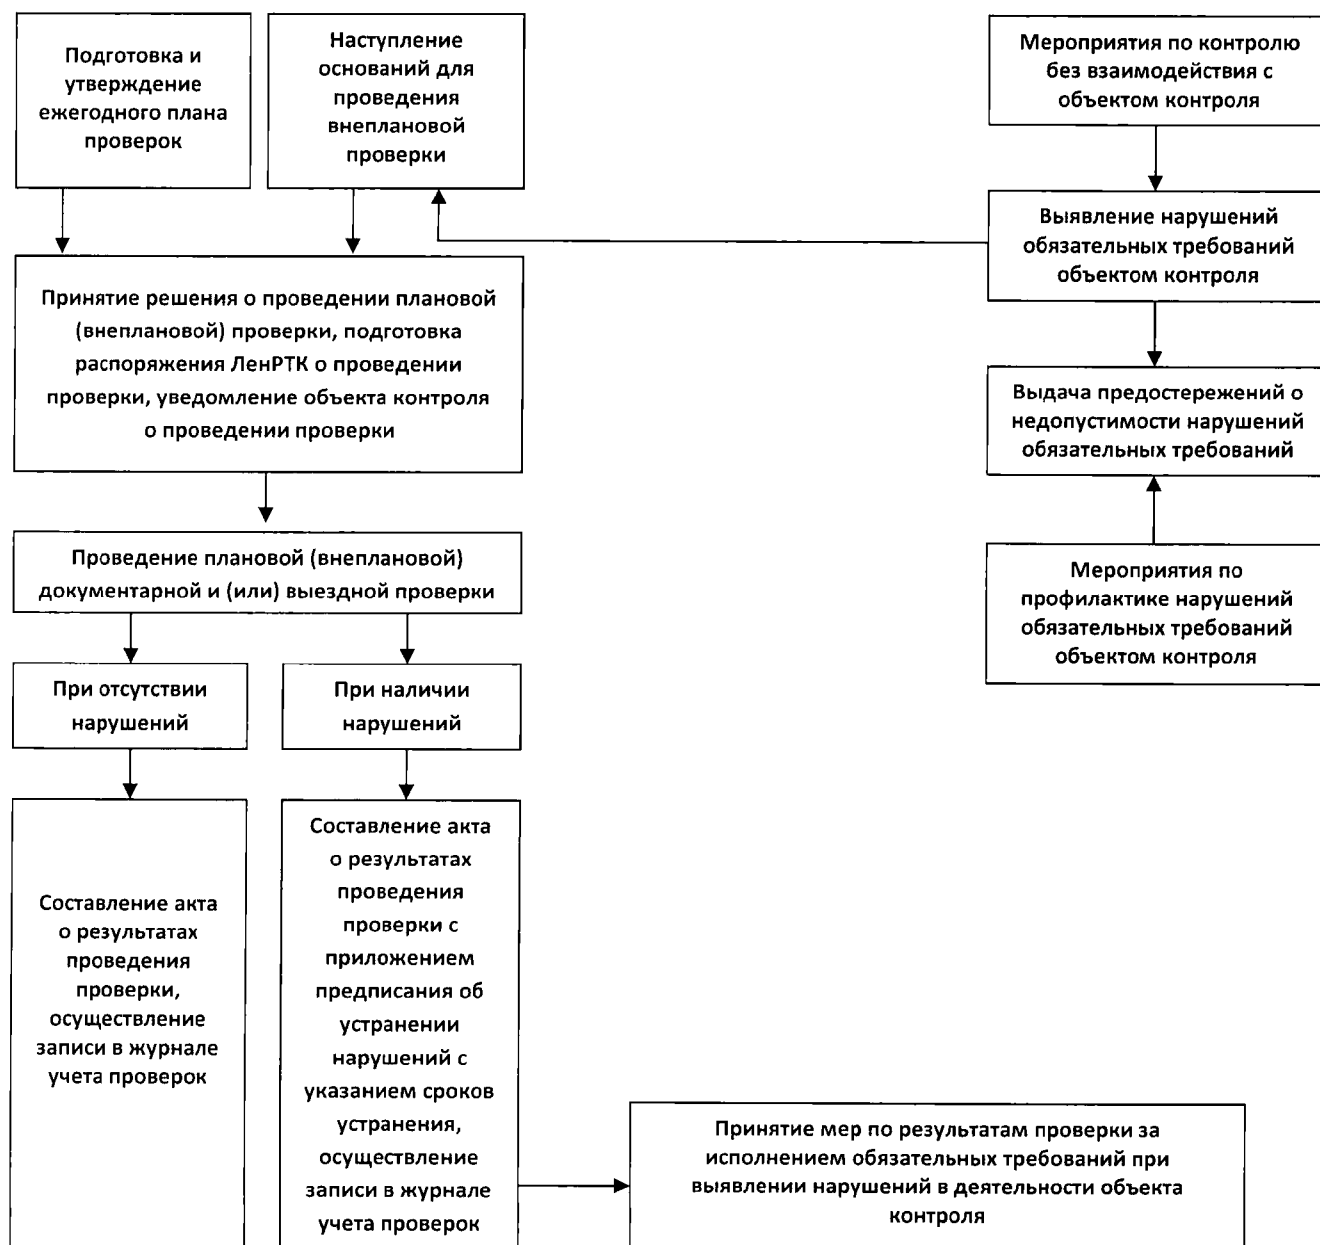 Подготовка и
утверждение
ежегодного плана
проверок
Наступление
оснований для
проведения
внеплановой
проверки
Мероприятия по контролю
без взаимодействия с
объектом контроля
Выявление нарушений
обязательных требований
объектом контроля
Принятие решения о проведении плановой
(внеплановой) проверки, подготовка
распоряжения ЛенРТК о проведении
проверки, уведомление объекта контроля
о проведении проверки
Выдача предостережений о
недопустимости нарушений
обязательных требований
Проведение плановой (внеплановой)
документарной и (или) выездной проверки
Мероприятия по
профилактике нарушений
обязательных требований
объектом контроля
При отсутствии
нарушений
При наличии
нарушений
Составление акта
о результатах
проведения
проверки,
осуществление
записи в журнале
учета проверок
Составление акта
о результатах
проведения
проверки с
приложением
предписания об
устранении
нарушений с
указанием сроков
устранения,
осуществление
записи в журнале
учета проверок
Принятие мер по результатам проверки за
исполнением обязательных требований при
выявлении нарушений в деятельности объекта
контроля